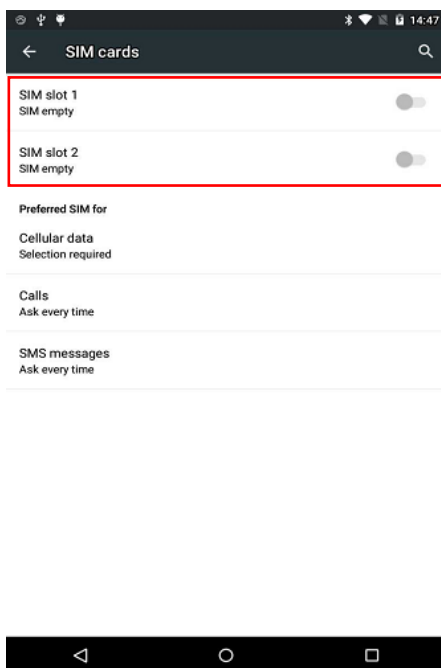 14:47
SIM cards
SIM slot 1
SIM empty
SIM slot 2
SIM empty
Preferred SIM for
Cellular data
Selection required
Calls
Ask every time
SMS messages
Ask every time